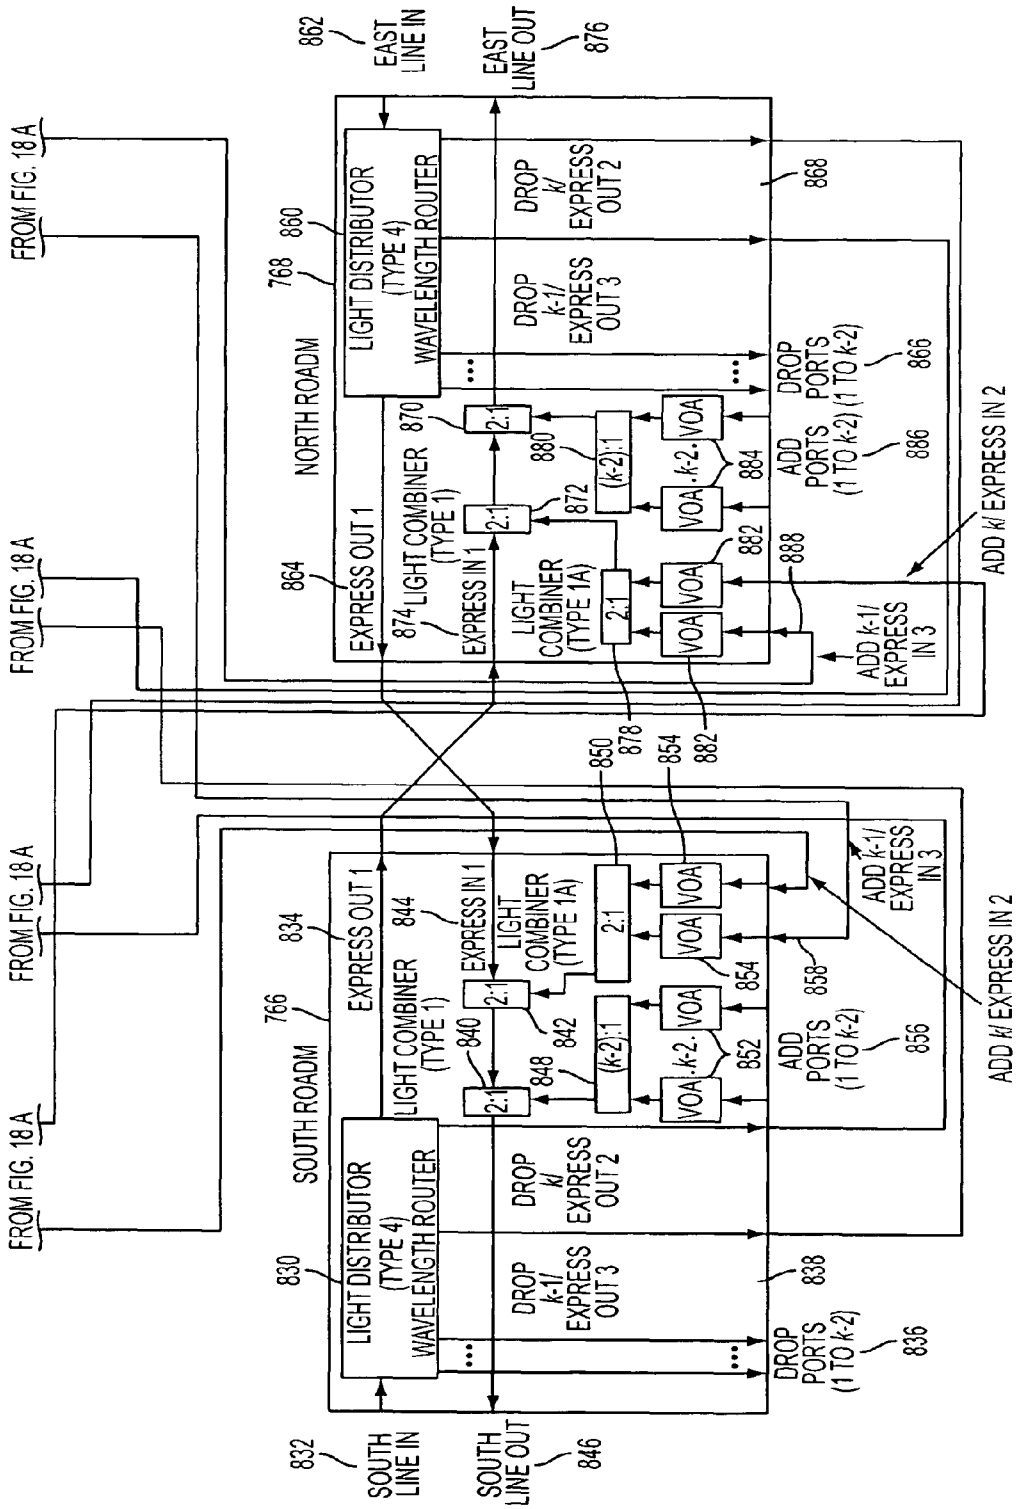 FROM FIG. 18A
FROM FIG. 18A
FROM FIG. 18A
FROM FIG. 18A
766
SOUTH ROADM
830
LIGHT DISTRIBUTOR
(TYPE 4)
WAVELENGTH ROUTER
832
SOUTH
LINE IN
SOUTH
LINE OUT
846
834
EXPRESS OUT 1
LIGHT COMBINER
(TYPE 1)
844
EXPRESS IN 1
LIGHT
COMBINER
(TYPE 1A)
840
2:1
2:1
842
848
(k-2):1
2:1
850
VOA
.k-2.
VOA
852
VOA
VOA
854
854
DROP
k-1/
EXPRESS
OUT 3
DROP
k/
EXPRESS
OUT 2
...
...
DROP
PORTS
(1 TO k-2)
836
838
ADD
PORTS
(1 TO k-2)
856
858
ADD k-1/
EXPRESS
IN 3
ADD k/ EXPRESS IN 2
NORTH ROADM
768
860
LIGHT DISTRIBUTOR
(TYPE 4)
WAVELENGTH ROUTER
862
EAST
LINE IN
EAST
LINE OUT
876
EXPRESS OUT 1
864
LIGHT COMBINER
(TYPE 1)
874
EXPRESS IN 1
LIGHT
COMBINER
(TYPE 1A)
870
2:1
2:1
872
880
(k-2):1
2:1
878
VOA
VOA
882
882
VOA
.k-2.
VOA
884
DROP
k-1/
EXPRESS
OUT 3
DROP
k/
EXPRESS
OUT 2
...
...
DROP
PORTS
(1 TO k-2)
866
868
ADD
PORTS
(1 TO k-2)
886
888
ADD k-1/
EXPRESS
IN 3
ADD k/ EXPRESS IN 2